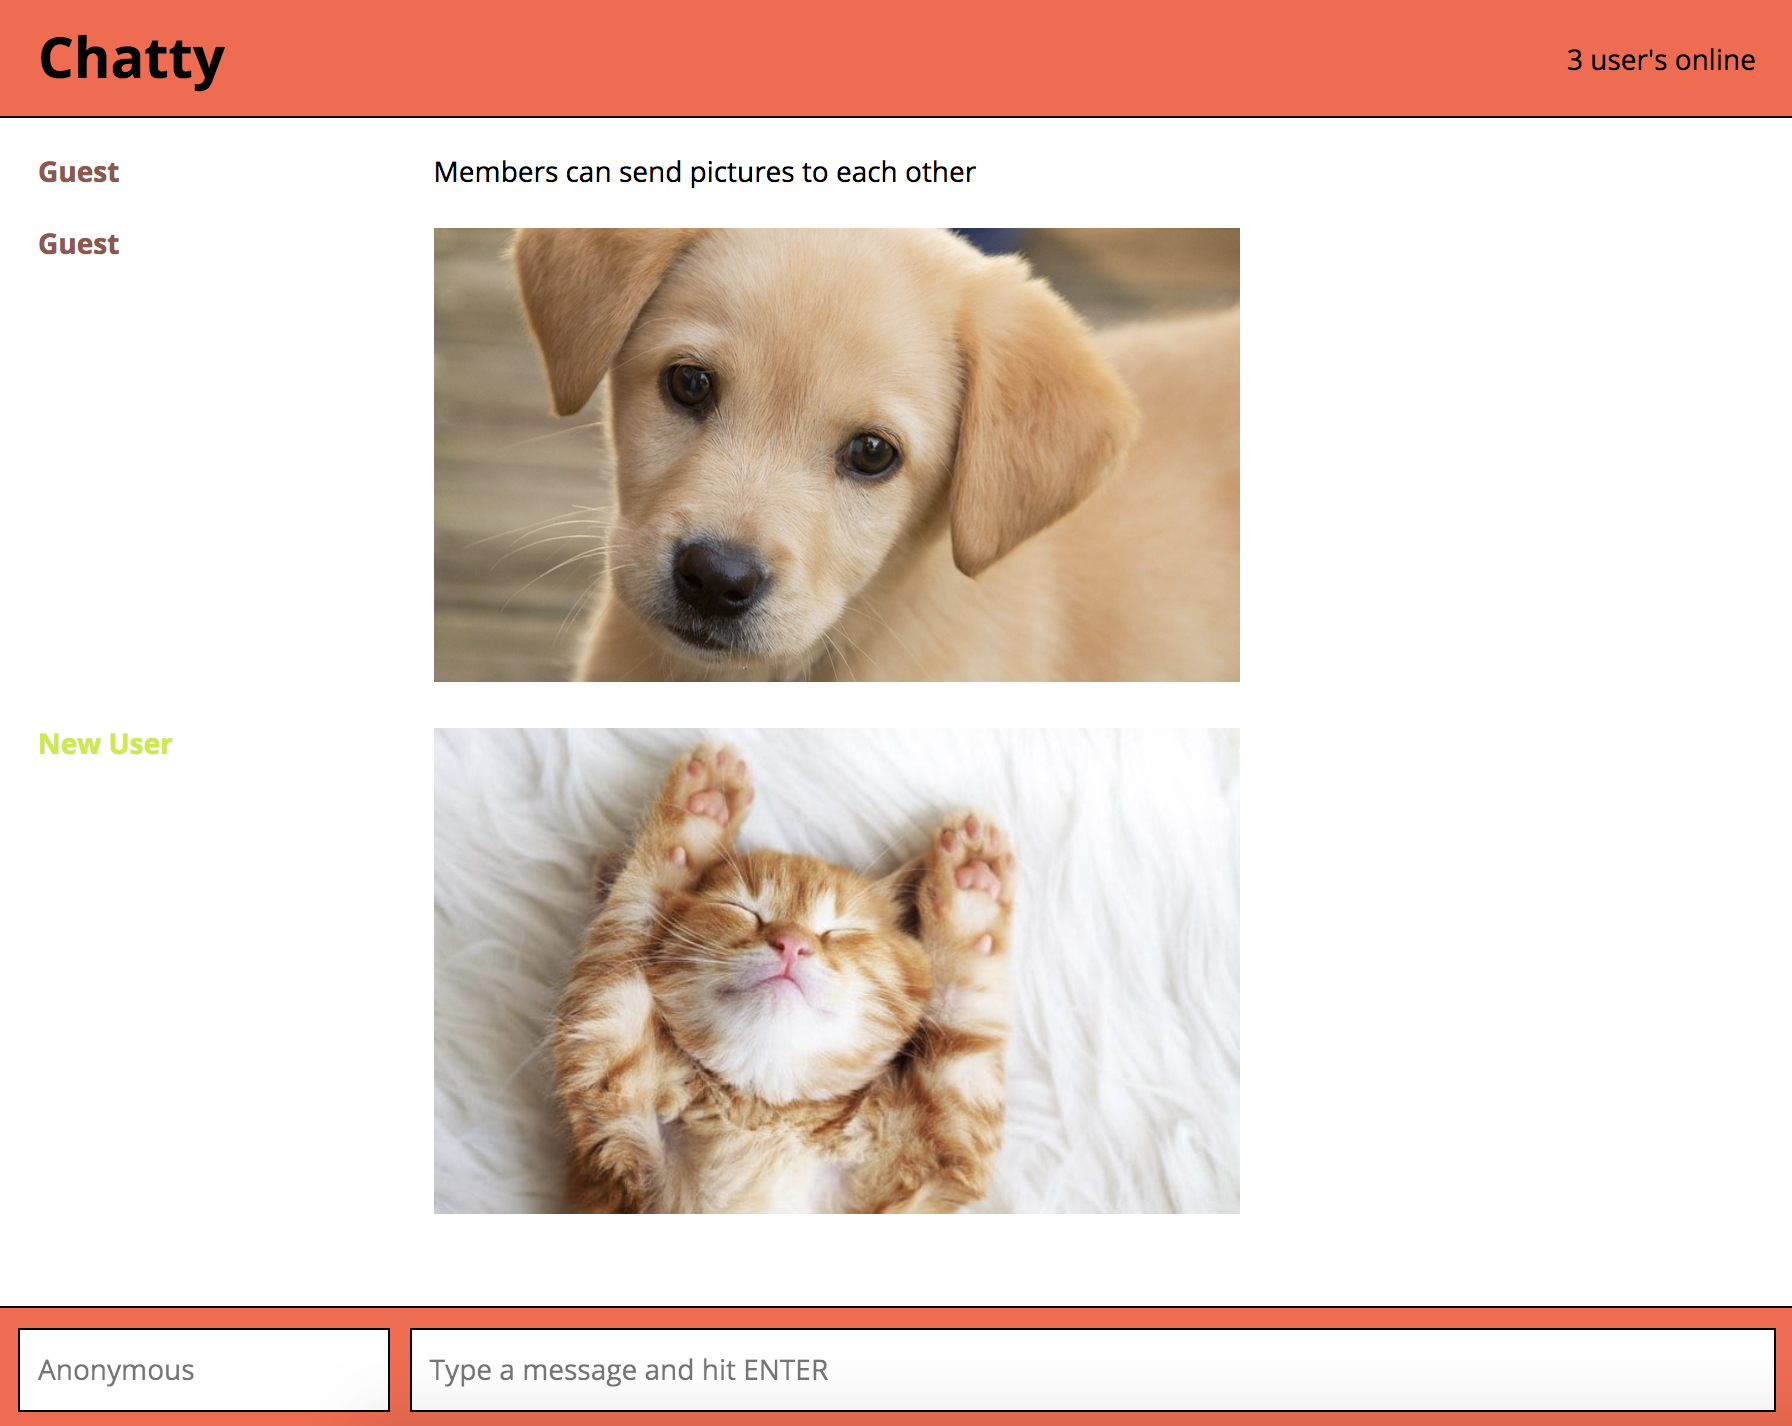 Chatty
3 user's online
Guest
Members can send pictures to each other
Guest
New User
Anonymous
Type a message and hit ENTER